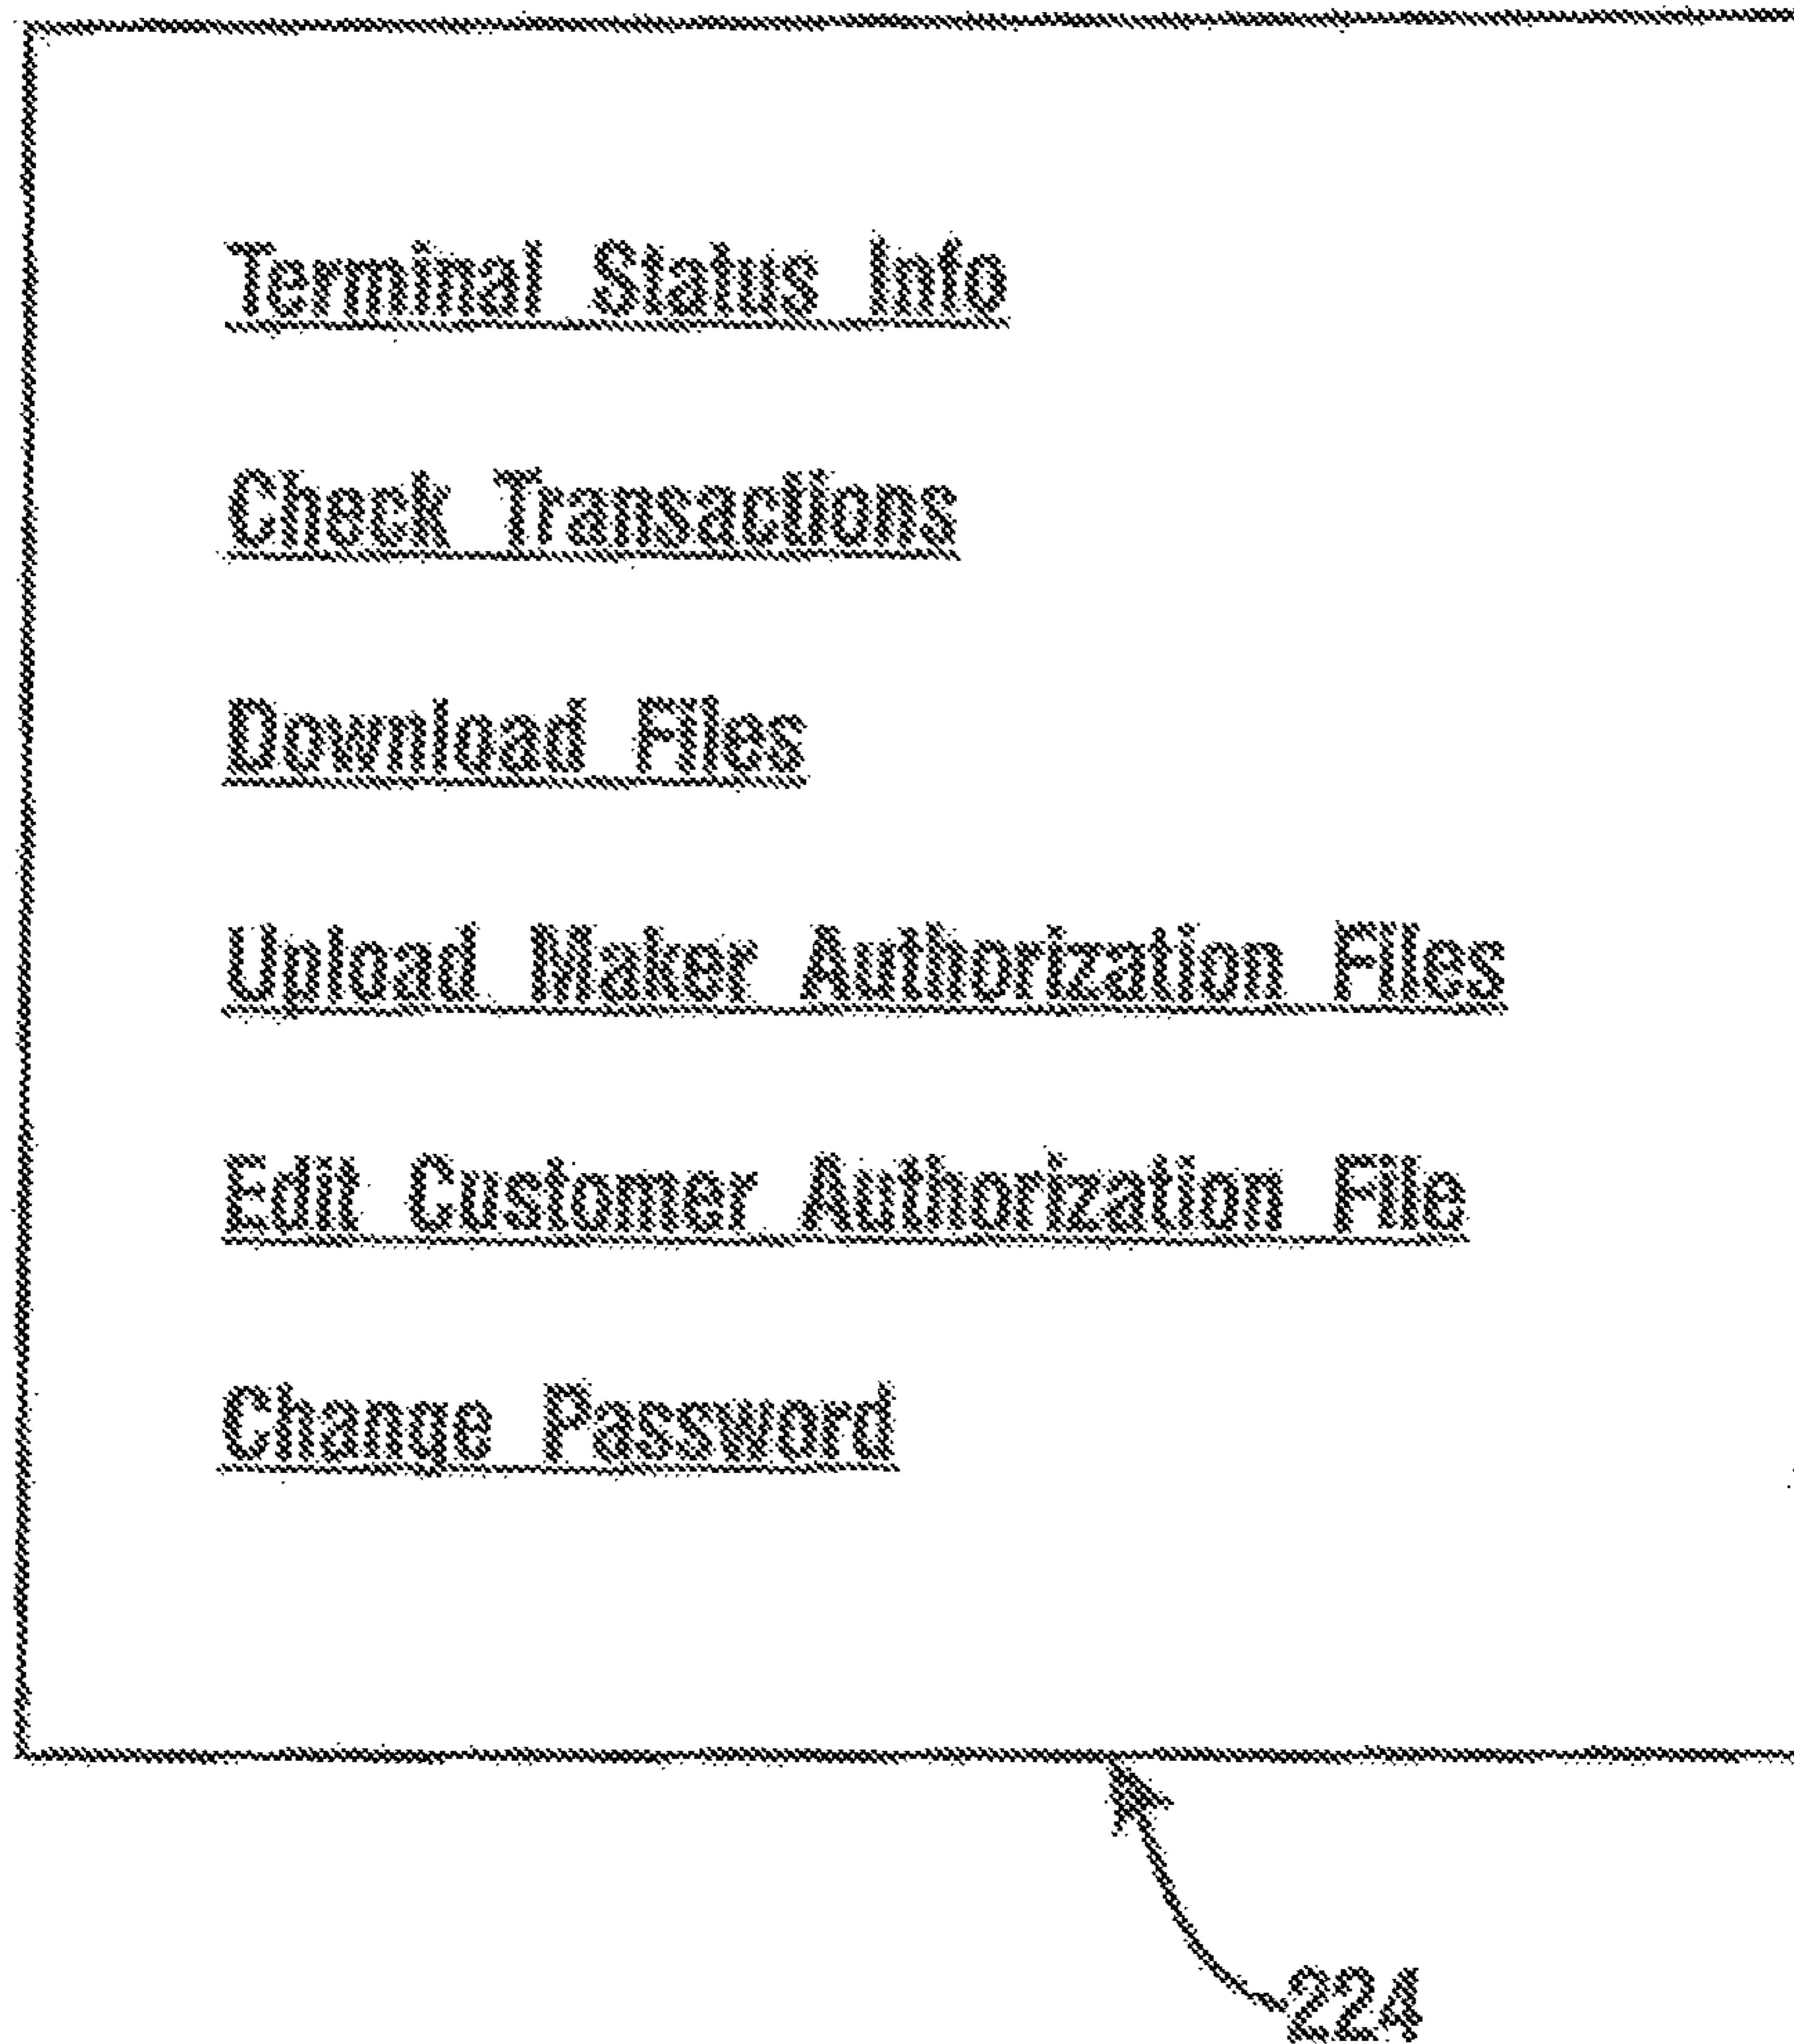 Terminal Status Info
Check Transactions
Download Files
Upload Maker Authorization Files
Edit Customer Authorization File
Change Password
224